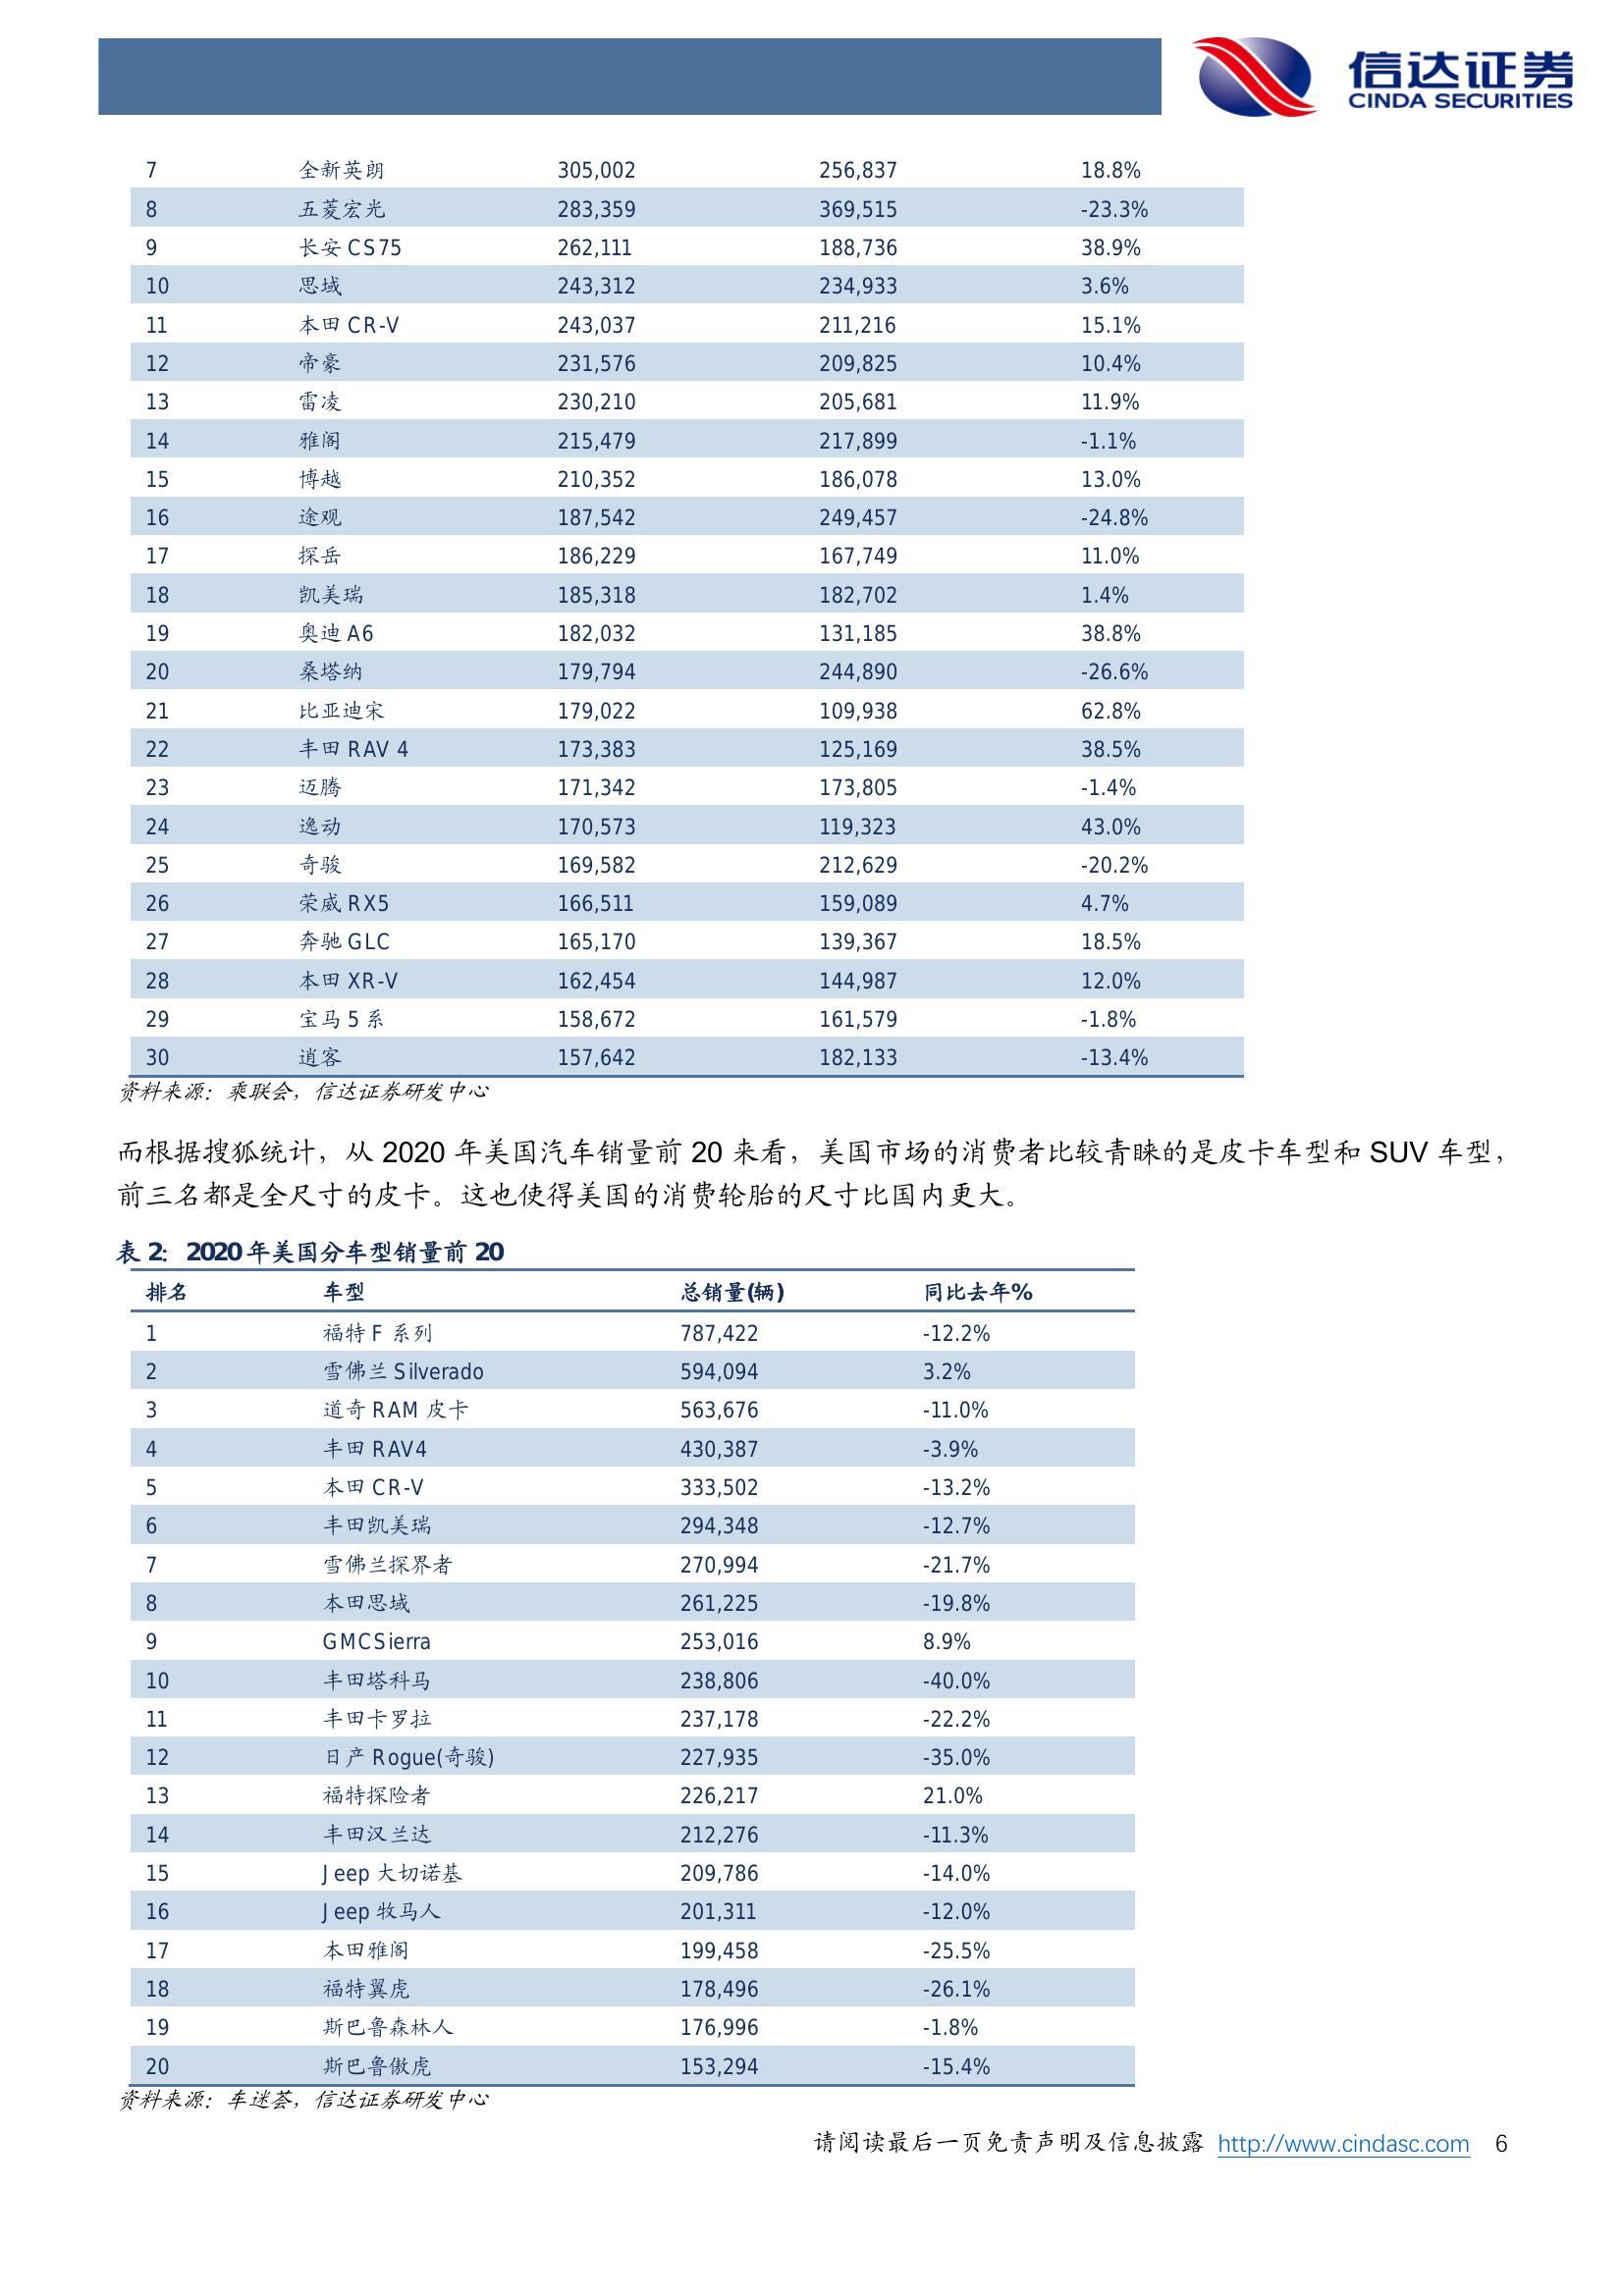 信达证券
CINDA SECURITIES
7 全新英朗 305,002 256,837 18.8%
8 五菱宏光 283,359 369,515 -23.3%
9 长安 CS75 262,111 188,736 38.9%
10 思域 243,312 234,933 3.6%
11 本田 CR-V 243,037 211,216 15.1%
12 帝豪 231,576 209,825 10.4%
13 雷凌 230,210 205,681 11.9%
14 雅阁 215,479 217,899 -1.1%
15 博越 210,352 186,078 13.0%
16 途观 187,542 249,457 -24.8%
17 探岳 186,229 167,749 11.0%
18 凯美瑞 185,318 182,702 1.4%
19 奥迪 A6 182,032 131,185 38.8%
20 桑塔纳 179,794 244,890 -26.6%
21 比亚迪宋 179,022 109,938 62.8%
22 丰田 RAV 4 173,383 125,169 38.5%
23 迈腾 171,342 173,805 -1.4%
24 逸动 170,573 119,323 43.0%
25 奇骏 169,582 212,629 -20.2%
26 荣威 RX5 166,511 159,089 4.7%
27 奔驰 GLC 165,170 139,367 18.5%
28 本田 XR-V 162,454 144,987 12.0%
29 宝马 5 系 158,672 161,579 -1.8%
30 逍客 157,642 182,133 -13.4%
资料来源：乘联会，信达证券研发中心
而根据搜狐统计，从 2020 年美国汽车销量前 20 来看，美国市场的消费者比较青睐的是皮卡车型和 SUV 车型，
前三名都是全尺寸的皮卡。这也使得美国的消费轮胎的尺寸比国内更大。
表 2：2020 年美国分车型销量前 20
排名 车型 总销量(辆) 同比去年%
1 福特 F 系列 787,422 -12.2%
2 雪佛兰 Silverado 594,094 3.2%
3 道奇 RAM 皮卡 563,676 -11.0%
4 丰田 RAV4 430,387 -3.9%
5 本田 CR-V 333,502 -13.2%
6 丰田凯美瑞 294,348 -12.7%
7 雪佛兰探界者 270,994 -21.7%
8 本田思域 261,225 -19.8%
9 GMCSierra 253,016 8.9%
10 丰田塔科马 238,806 -40.0%
11 丰田卡罗拉 237,178 -22.2%
12 日产 Rogue(奇骏) 227,935 -35.0%
13 福特探险者 226,217 21.0%
14 丰田汉兰达 212,276 -11.3%
15 Jeep 大切诺基 209,786 -14.0%
16 Jeep 牧马人 201,311 -12.0%
17 本田雅阁 199,458 -25.5%
18 福特翼虎 178,496 -26.1%
19 斯巴鲁森林人 176,996 -1.8%
20 斯巴鲁傲虎 153,294 -15.4%
资料来源：车迷荟，信达证券研发中心
请阅读最后一页免责声明及信息披露 http://www.cindasc.com 6